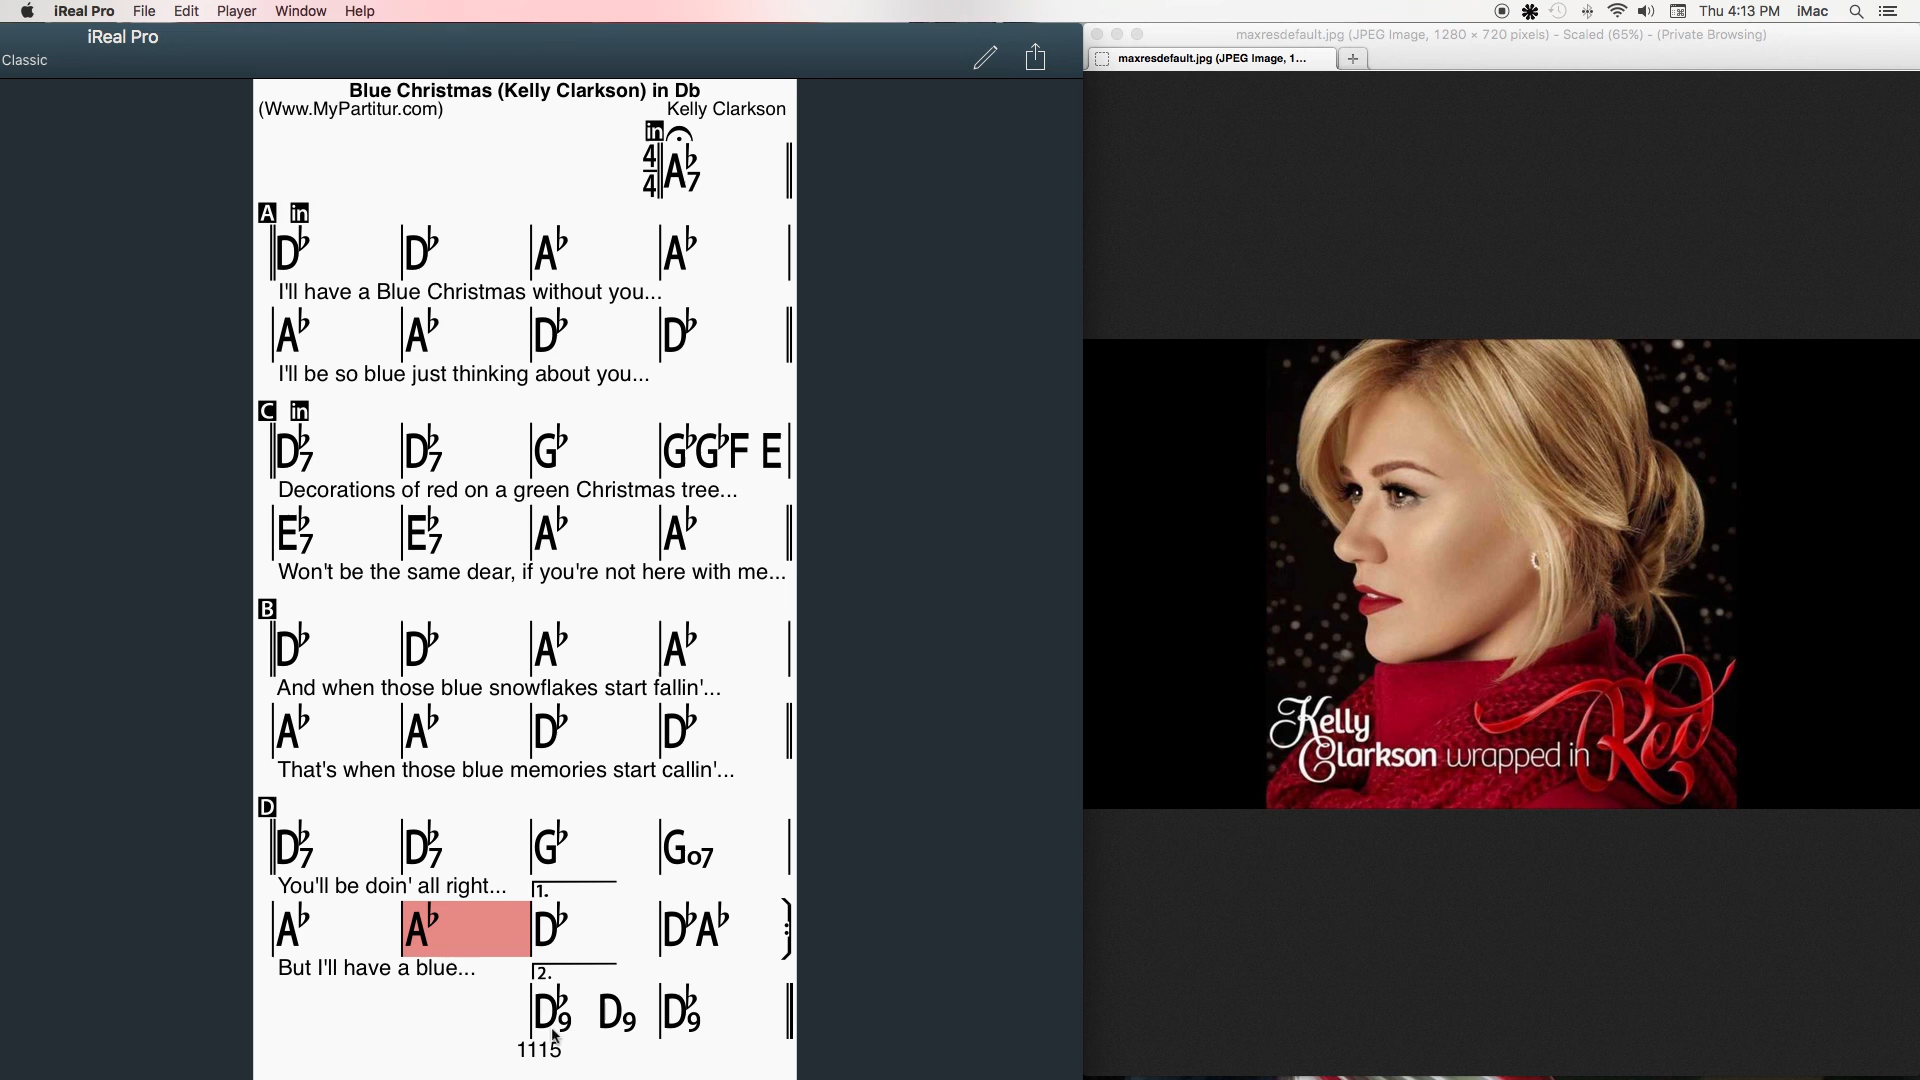 iReal Pro File Edit Player Window Help Thu 4:13 PM iMac
iReal Pro
Classic
maxresdefault.jpg (JPEG Image, 1280 × 720 pixels) - Scaled (65%) - (Private Browsing)
maxresdefault.jpg (JPEG Image, 1...
Blue Christmas (Kelly Clarkson) in Db
(Www.MyPartitur.com) Kelly Clarkson
in
4/4 A♭7
A in
D♭ D♭ A♭ A♭
I'll have a Blue Christmas without you...
A♭ A♭ D♭ D♭
I'll be so blue just thinking about you...
C in
D♭7 D♭7 G♭ G♭G♭F E
Decorations of red on a green Christmas tree...
E♭7 E♭7 A♭ A♭
Won't be the same dear, if you're not here with me...
B
D♭ D♭ A♭ A♭
And when those blue snowflakes start fallin'...
A♭ A♭ D♭ D♭
That's when those blue memories start callin'...
D
D♭7 D♭7 G♭ Go7
You'll be doin' all right... 1.
A♭ A♭ D♭ D♭A♭
But I'll have a blue... 2.
D♭9 D9 D♭9
1115
Kelly
Clarkson wrapped in Red